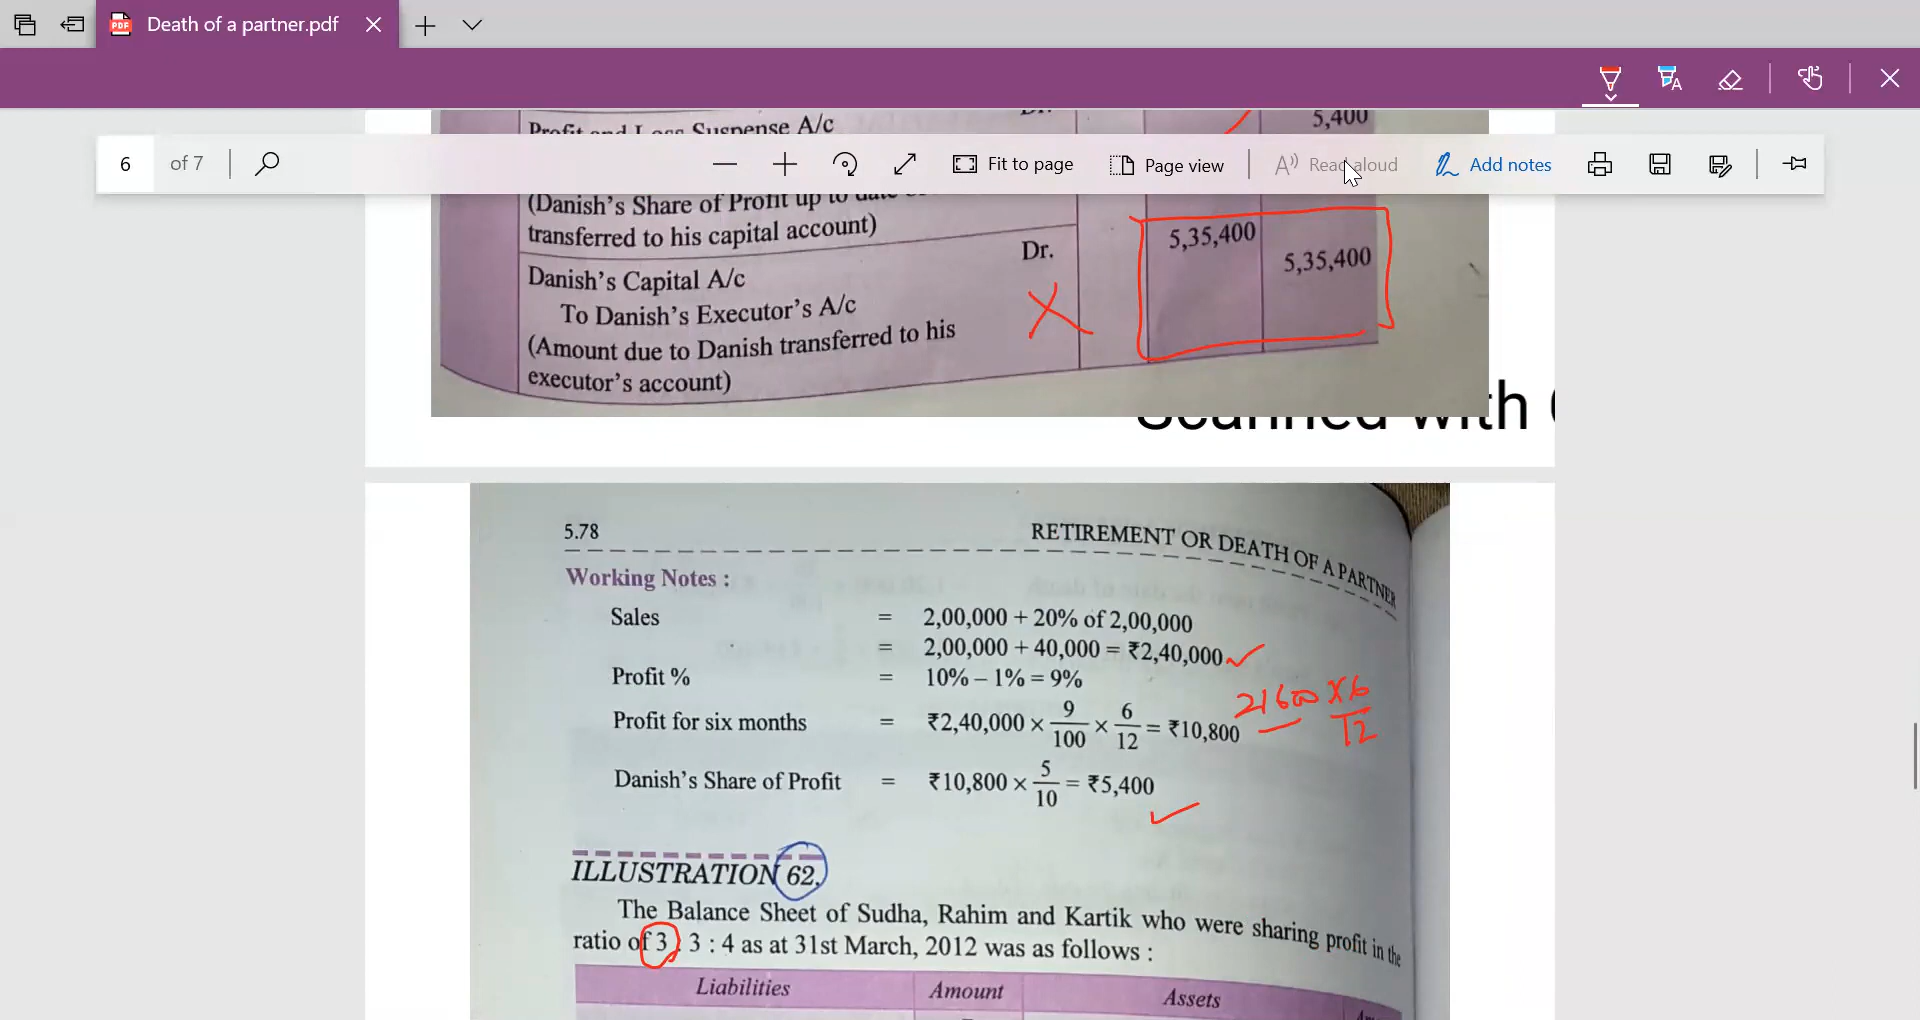 Death of a partner.pdf
6 of 7
Fit to page
Page view
Read aloud
Add notes
Suspense A/c
5,400
(Danish's Share of Profit up to
transferred to his capital account)
Danish's Capital A/c Dr. 5,35,400
To Danish's Executor's A/c 5,35,400
(Amount due to Danish transferred to his
executor's account)
Scanned with
5.78 RETIREMENT OR DEATH OF A PARTNER
Working Notes :
Sales = 2,00,000 + 20% of 2,00,000
= 2,00,000 + 40,000 = ₹2,40,000
Profit % = 10% – 1% = 9%
21600 × 6/12
Profit for six months = ₹2,40,000 × 9/100 × 6/12 = ₹10,800
Danish's Share of Profit = ₹10,800 × 5/10 = ₹5,400
ILLUSTRATION 62.
The Balance Sheet of Sudha, Rahim and Kartik who were sharing profit in the
ratio of 3 : 3 : 4 as at 31st March, 2012 was as follows :
Liabilities Amount Assets